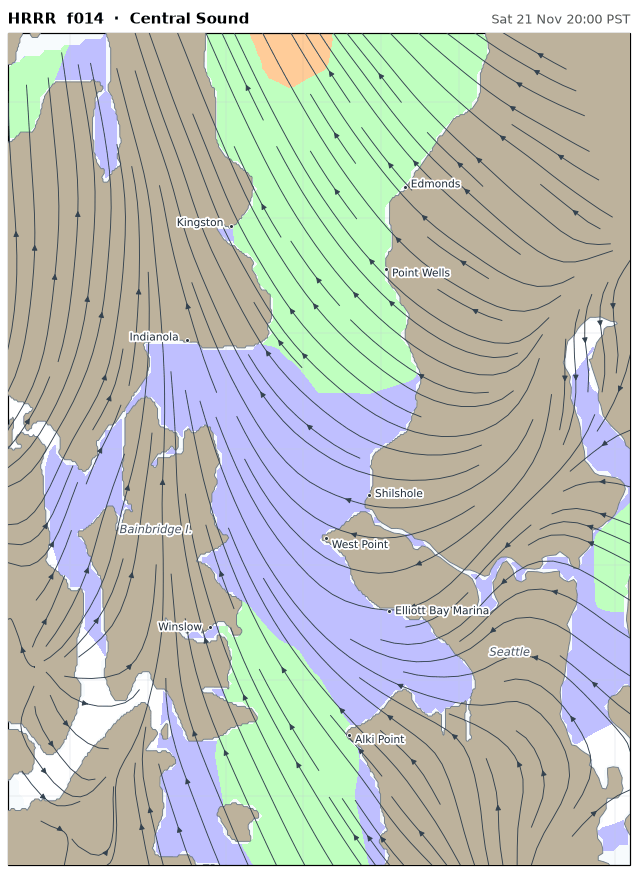 HRRR f014 · Central Sound
Sat 21 Nov 20:00 PST
Edmonds
Kingston
Point Wells
Indianola
Shilshole
Bainbridge I.
West Point
Elliott Bay Marina
Winslow
Seattle
Alki Point